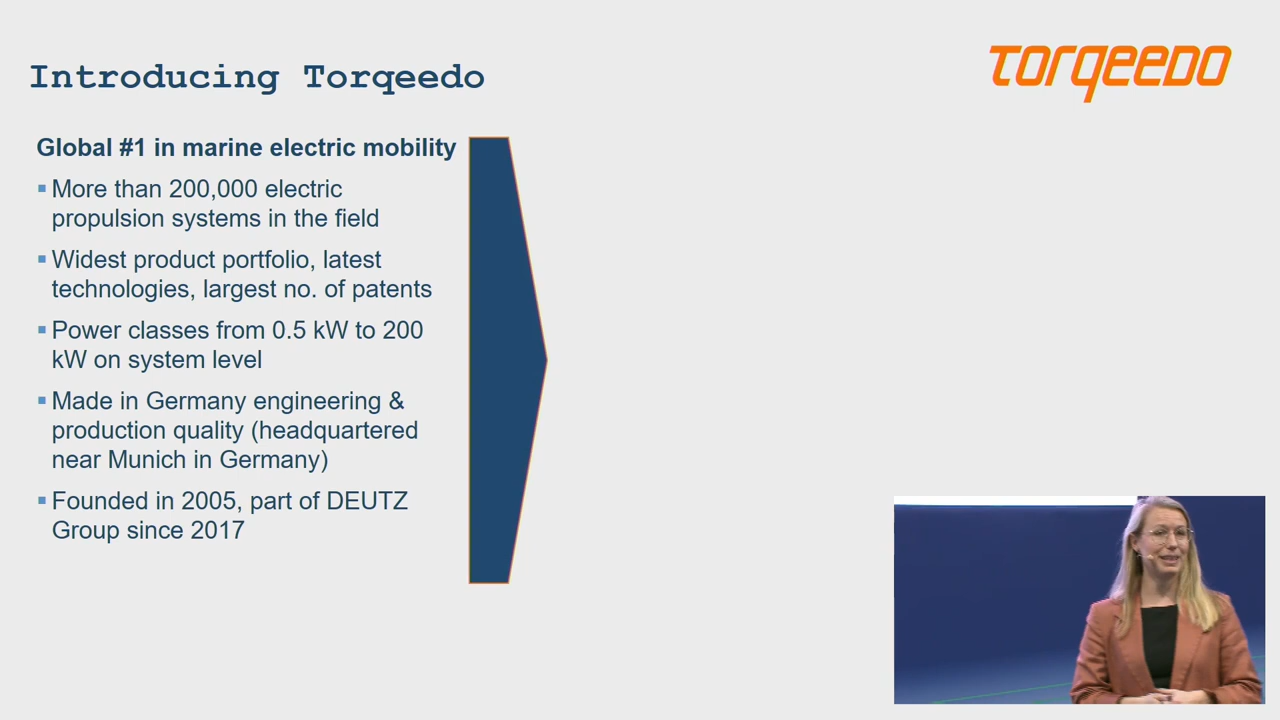 Introducing Torqeedo
TORQEEDO
Global #1 in marine electric mobility
▪ More than 200,000 electric
propulsion systems in the field
▪ Widest product portfolio, latest
technologies, largest no. of patents
▪ Power classes from 0.5 kW to 200
kW on system level
▪ Made in Germany engineering &
production quality (headquartered
near Munich in Germany)
▪ Founded in 2005, part of DEUTZ
Group since 2017